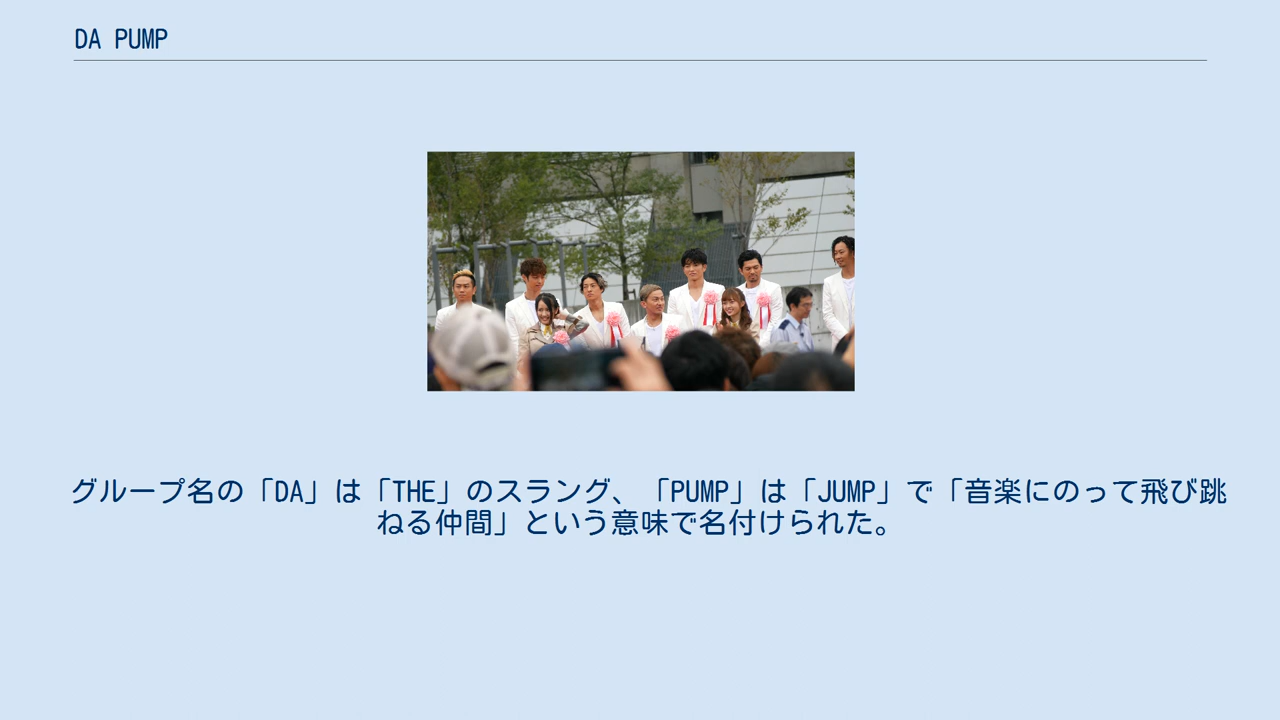 DA PUMP
グループ名の「DA」は「THE」のスラング、「PUMP」は「JUMP」で「音楽にのって飛び跳
ねる仲間」という意味で名付けられた。